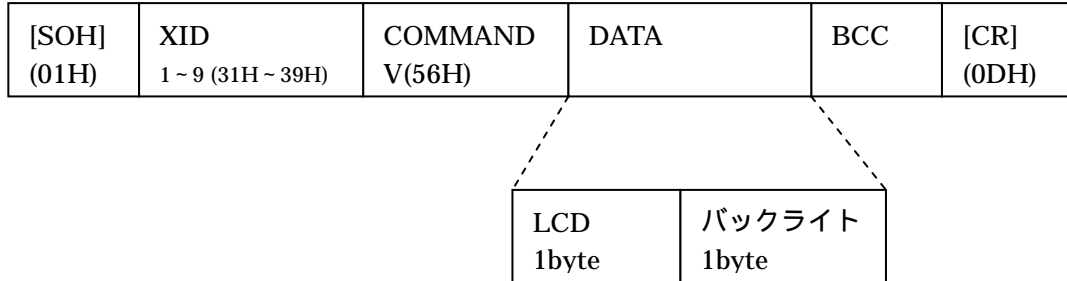 [SOH] XID COMMAND DATA BCC [CR]
(01H) 1 ~ 9 (31H ~ 39H) V(56H) (0DH)
LCD バックライト
1byte 1byte